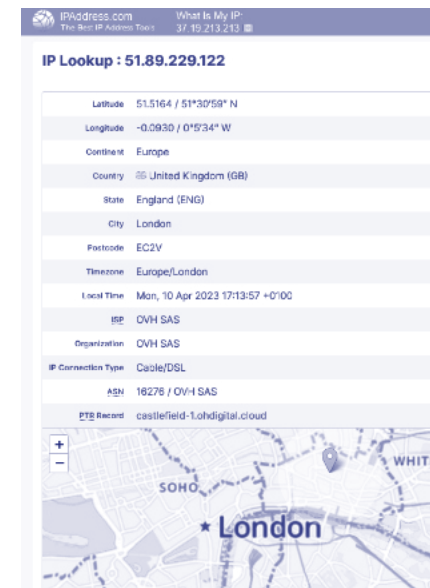 IPAddress.com
The Best IP Address Tools
What Is My IP:
37.19.213.213
IP Lookup : 51.89.229.122
Latitude 51.5164 / 51°30'59" N
Longitude -0.0930 / 0°5'34" W
Continent Europe
Country United Kingdom (GB)
State England (ENG)
City London
Postcode EC2V
Timezone Europe/London
Local Time Mon, 10 Apr 2023 17:13:57 +0100
ISP OVH SAS
Organization OVH SAS
IP Connection Type Cable/DSL
ASN 16276 / OVH SAS
PTR Record castlefield-1.ohdigital.cloud
+
−
WHIT
SOHO
London